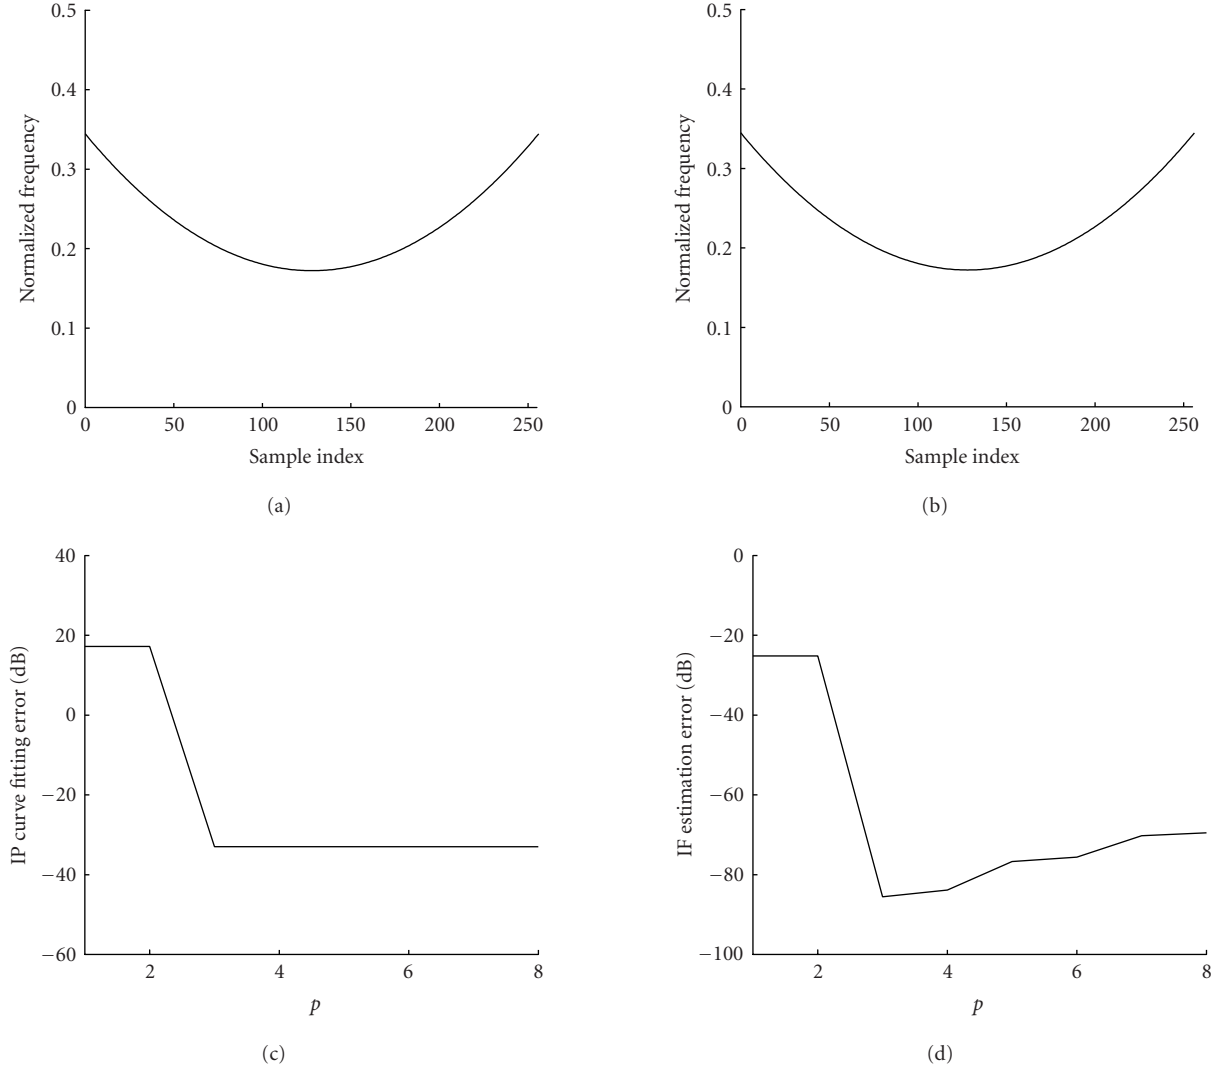 0.5
0.4
0.3
0.2
0.1
0
Normalized frequency
0 50 100 150 200 250
Sample index
(a)
0.5
0.4
0.3
0.2
0.1
0
Normalized frequency
0 50 100 150 200 250
Sample index
(b)
40
20
0
−20
−40
−60
IP curve fitting error (dB)
2 4 6 8
p
(c)
0
−20
−40
−60
−80
−100
IF estimation error (dB)
2 4 6 8
p
(d)